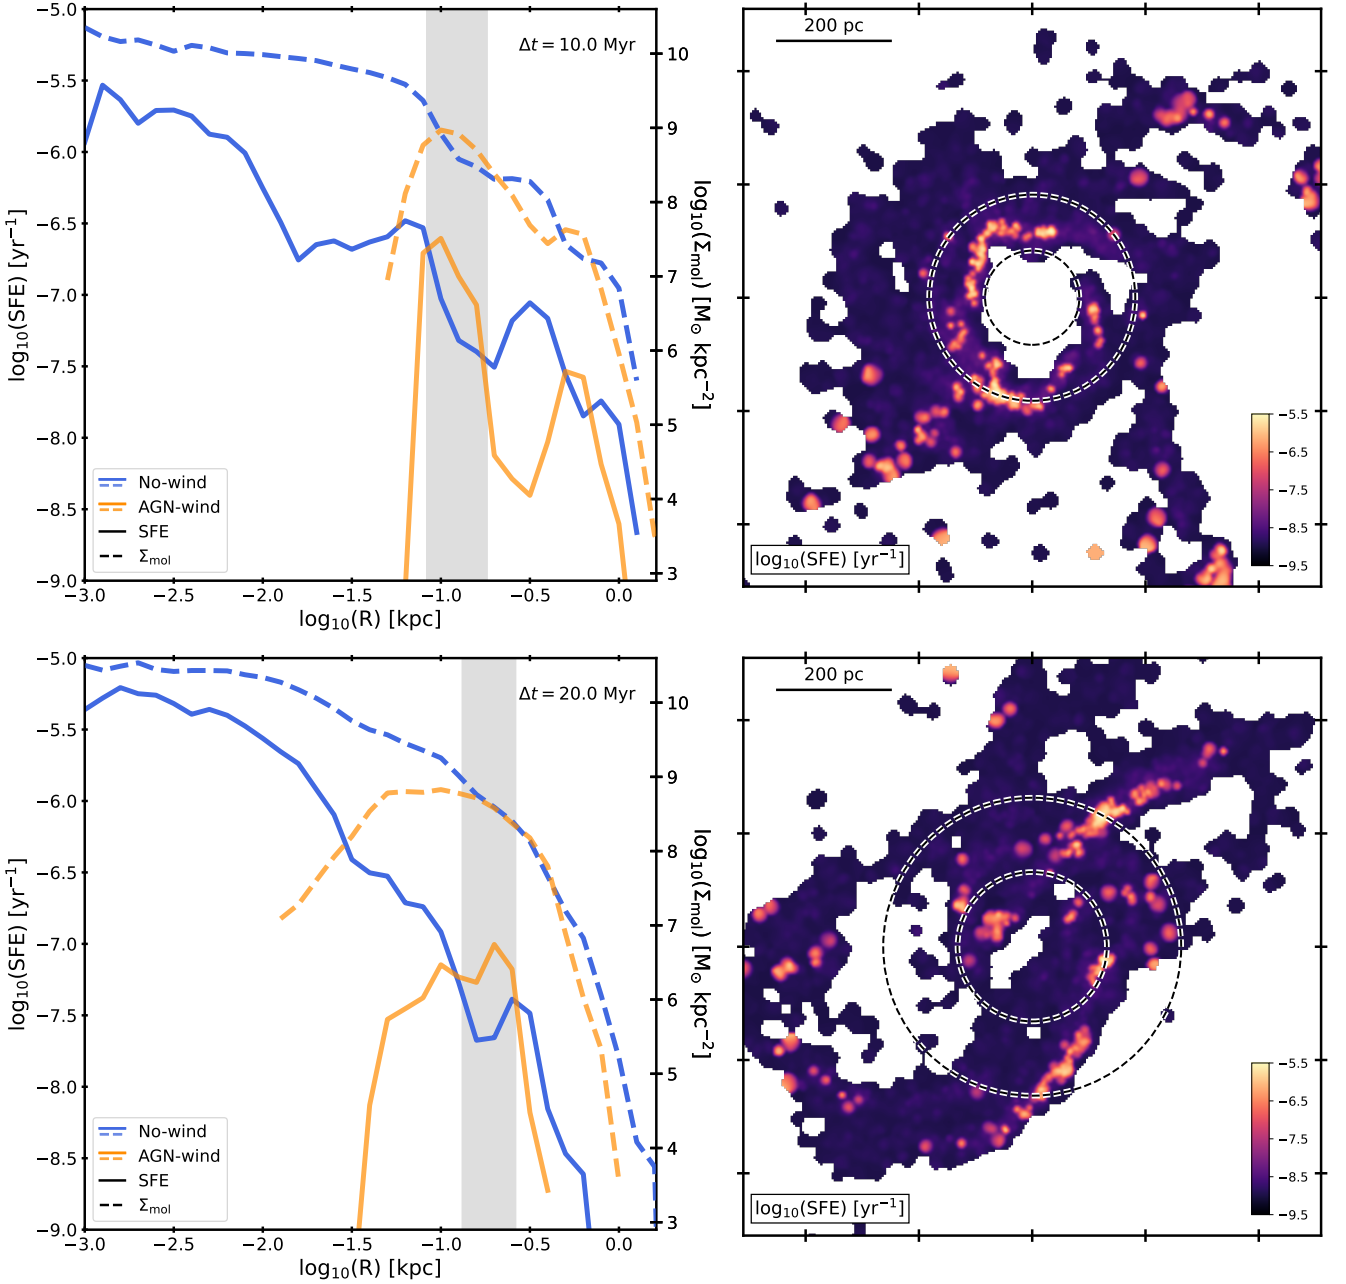 −5.0
−5.5
−6.0
−6.5
−7.0
−7.5
−8.0
−8.5
−9.0
log₁₀(SFE) [yr⁻¹]
Δt = 10.0 Myr
10
9
8
7
6
5
4
3
log₁₀(Σmol) [M⊙ kpc⁻²]
No-wind
AGN-wind
SFE
Σmol
−3.0 −2.5 −2.0 −1.5 −1.0 −0.5 0.0
log₁₀(R) [kpc]
200 pc
−5.5
−6.5
−7.5
−8.5
−9.5
log₁₀(SFE) [yr⁻¹]
−5.0
−5.5
−6.0
−6.5
−7.0
−7.5
−8.0
−8.5
−9.0
log₁₀(SFE) [yr⁻¹]
Δt = 20.0 Myr
10
9
8
7
6
5
4
3
log₁₀(Σmol) [M⊙ kpc⁻²]
No-wind
AGN-wind
SFE
Σmol
−3.0 −2.5 −2.0 −1.5 −1.0 −0.5 0.0
log₁₀(R) [kpc]
200 pc
−5.5
−6.5
−7.5
−8.5
−9.5
log₁₀(SFE) [yr⁻¹]